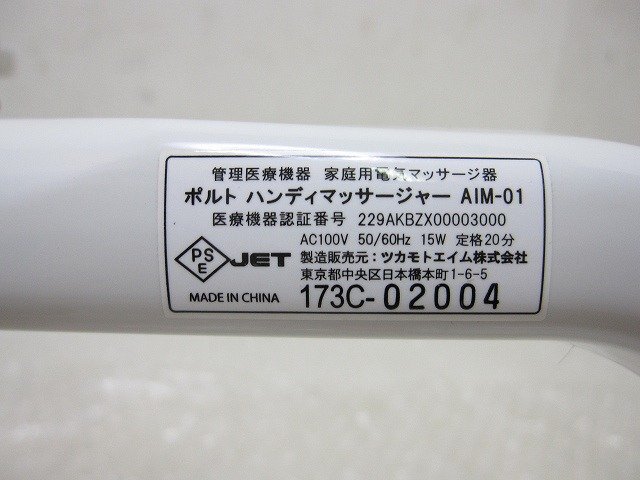 管理医療機器 家庭用電気マッサージ器
ポルト ハンディマッサージャー AIM-01
医療機器認証番号 229AKBZX00003000
AC100V 50/60Hz 15W 定格20分
PS
E
JET
製造販売元：ツカモトエイム株式会社
東京都中央区日本橋本町1-6-5
MADE IN CHINA
173C-02004